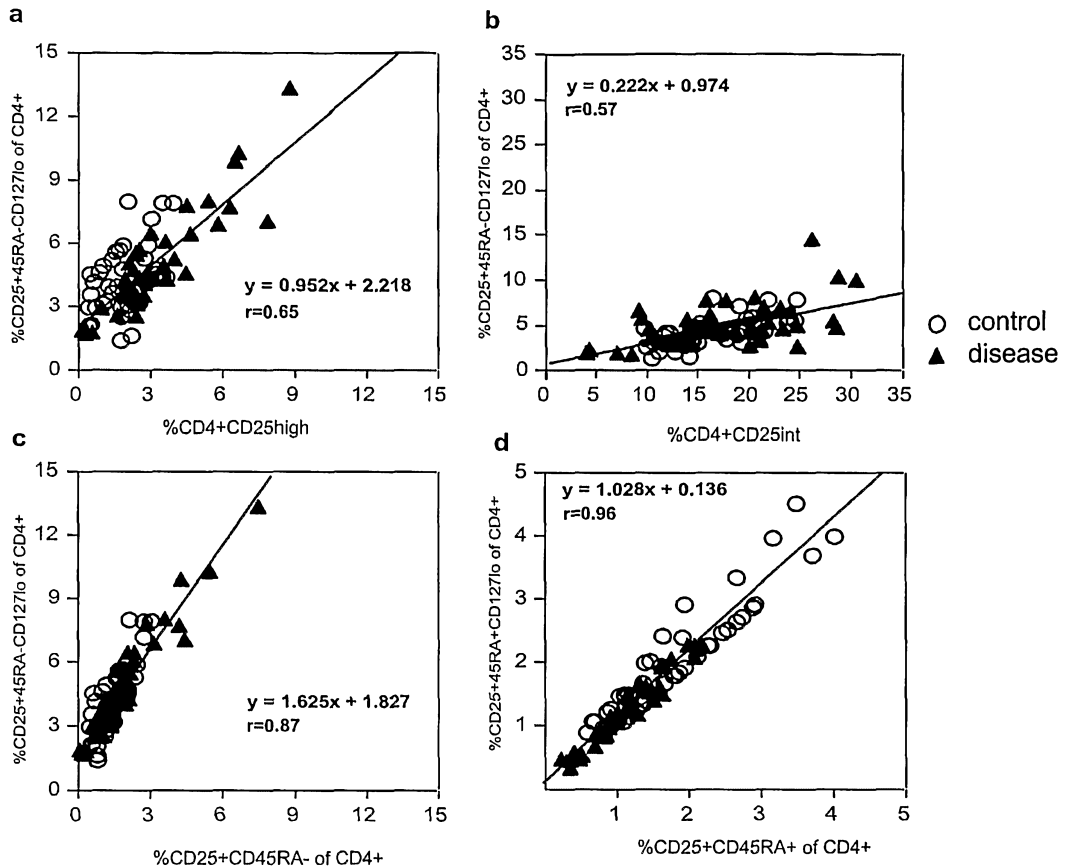 a
15
12
9
6
3
0
%CD25+45RA-CD127lo of CD4+
y = 0.952x + 2.218
r=0.65
0 3 6 9 12 15
%CD4+CD25high
b
35
30
25
20
15
10
5
0
%CD25+45RA-CD127lo of CD4+
y = 0.222x + 0.974
r=0.57
0 5 10 15 20 25 30 35
%CD4+CD25int
control
disease
c
15
12
9
6
3
0
%CD25+45RA-CD127lo of CD4+
y = 1.625x + 1.827
r=0.87
0 3 6 9 12 15
%CD25+CD45RA- of CD4+
d
5
4
3
2
1
%CD25+45RA+CD127lo of CD4+
y = 1.028x + 0.136
r=0.96
1 2 3 4 5
%CD25+CD45RA+ of CD4+